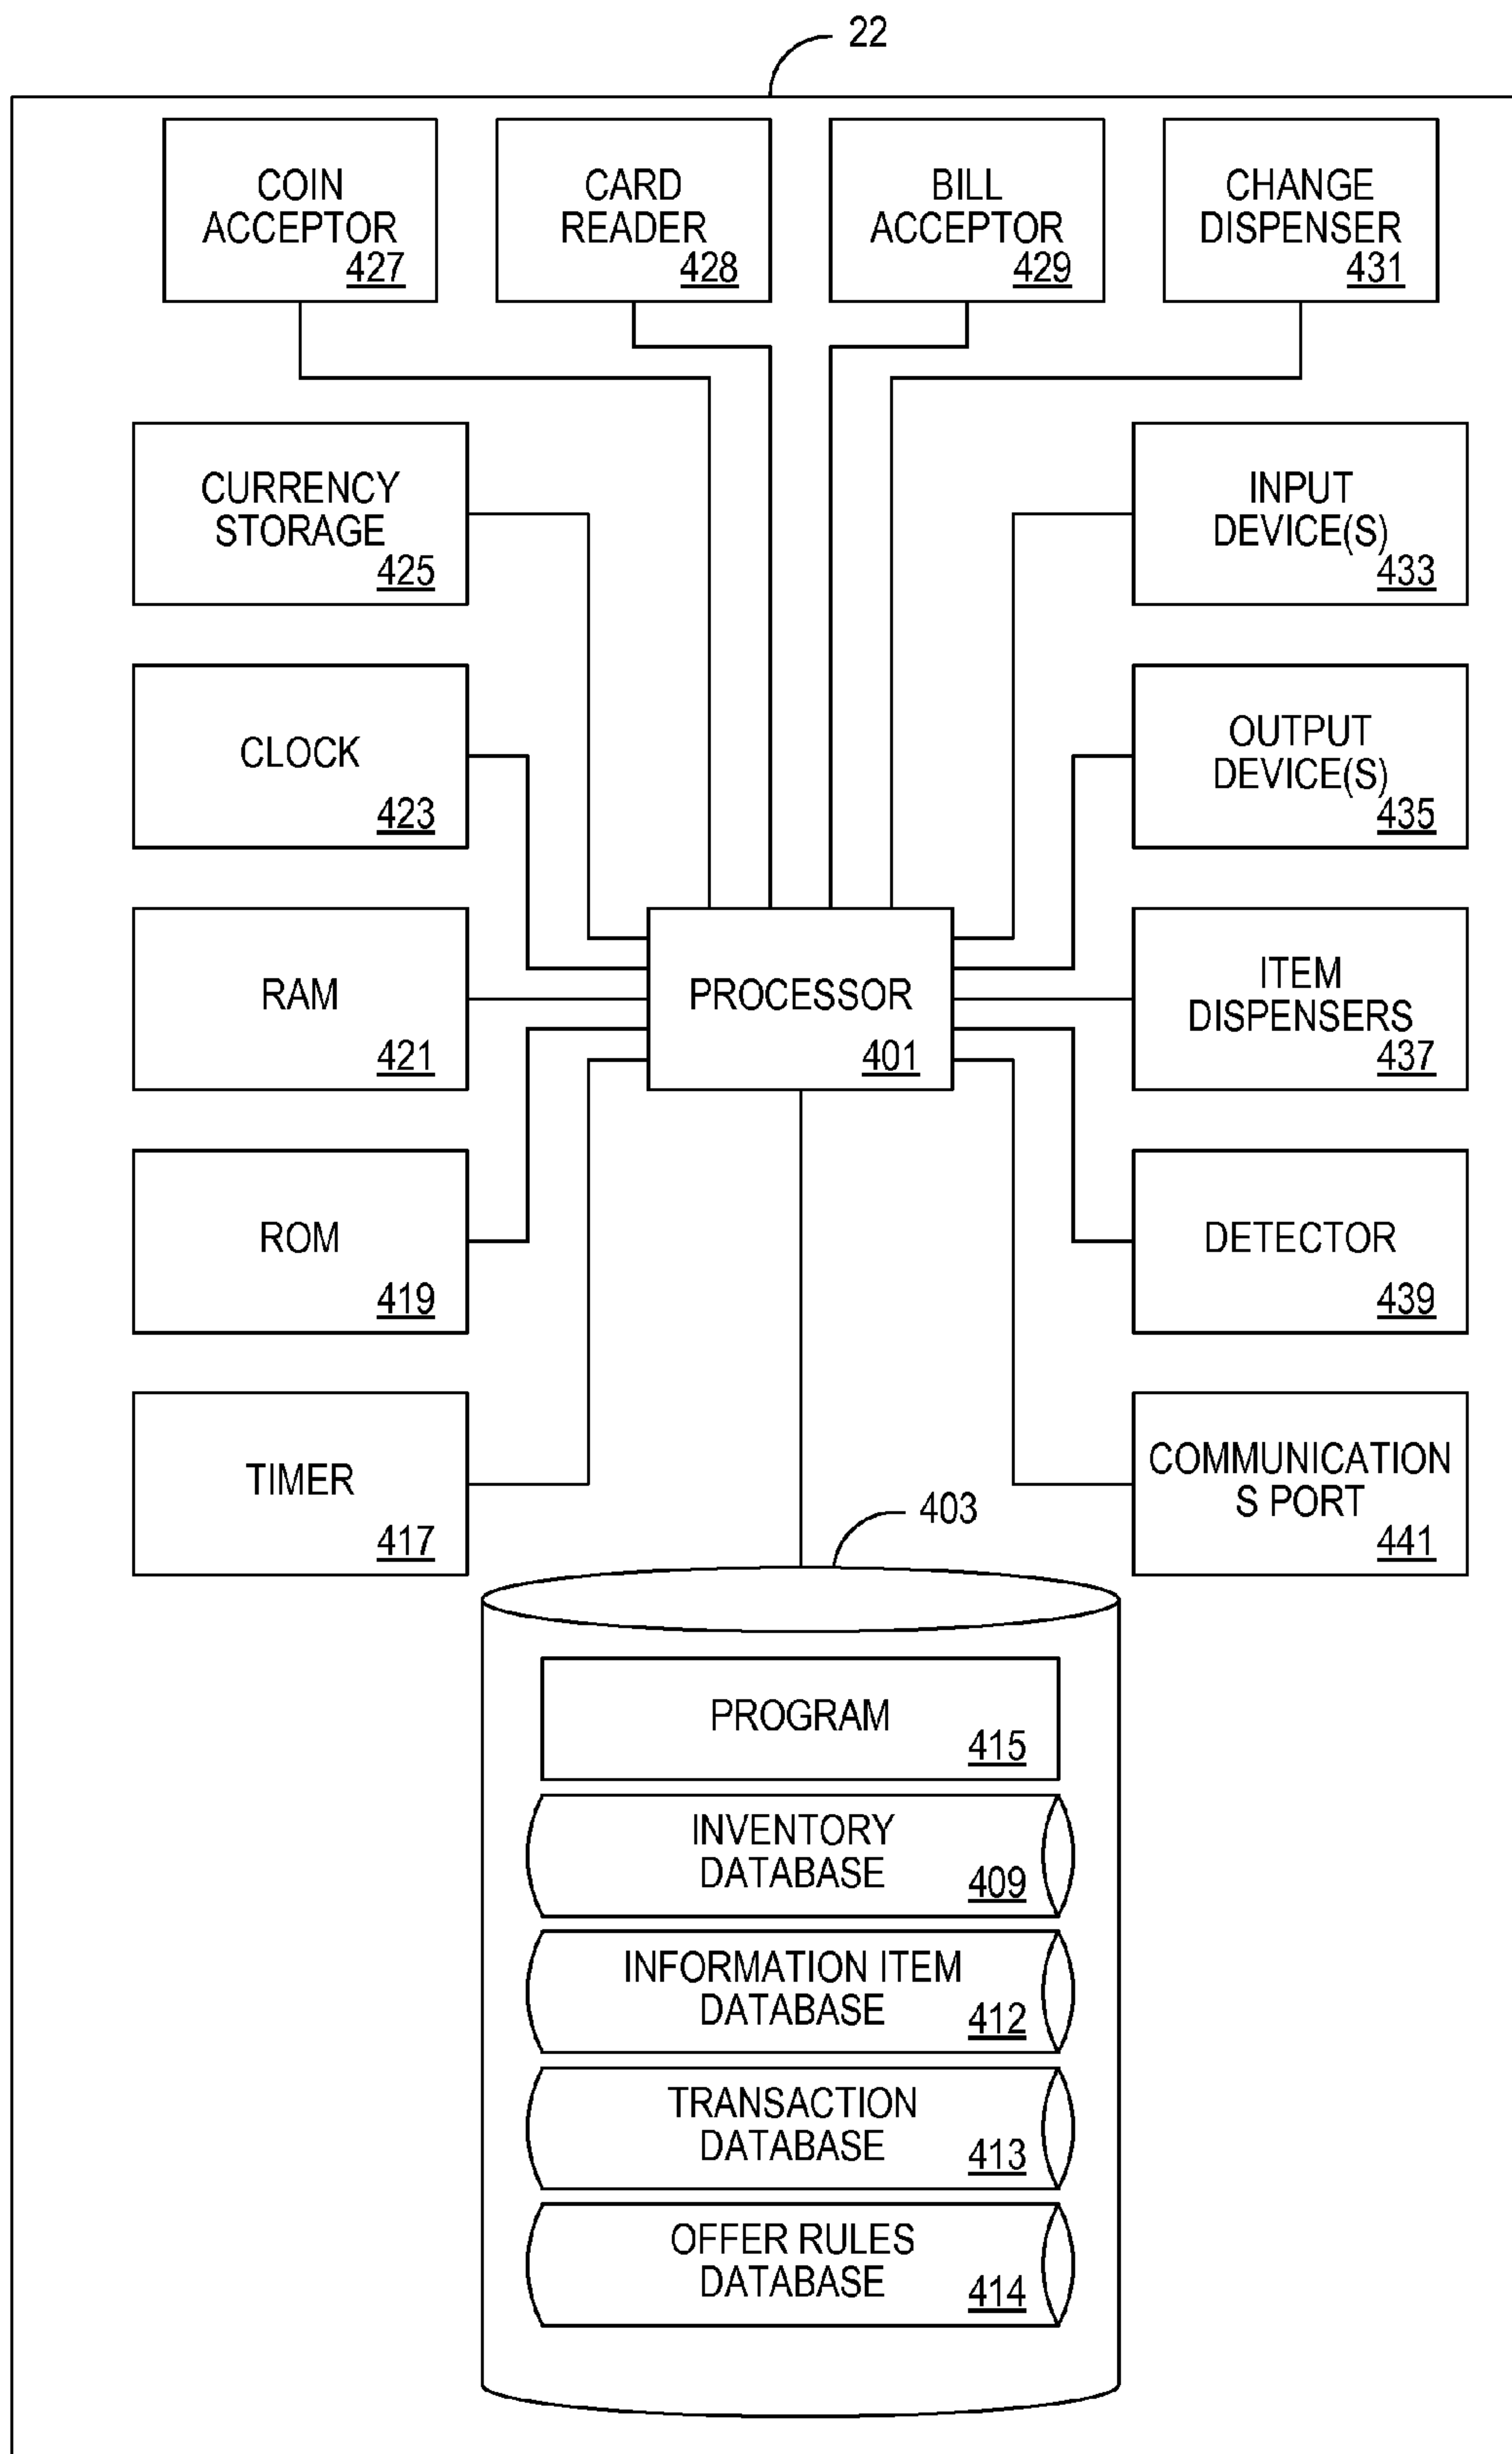 22
COIN
ACCEPTOR
427
CARD
READER
428
BILL
ACCEPTOR
429
CHANGE
DISPENSER
431
CURRENCY
STORAGE
425
INPUT
DEVICE(S)
433
CLOCK
423
OUTPUT
DEVICE(S)
435
RAM
421
PROCESSOR
401
ITEM
DISPENSERS
437
ROM
419
DETECTOR
439
TIMER
417
COMMUNICATION
S PORT
441
403
PROGRAM
415
INVENTORY
DATABASE
409
INFORMATION ITEM
DATABASE
412
TRANSACTION
DATABASE
413
OFFER RULES
DATABASE
414